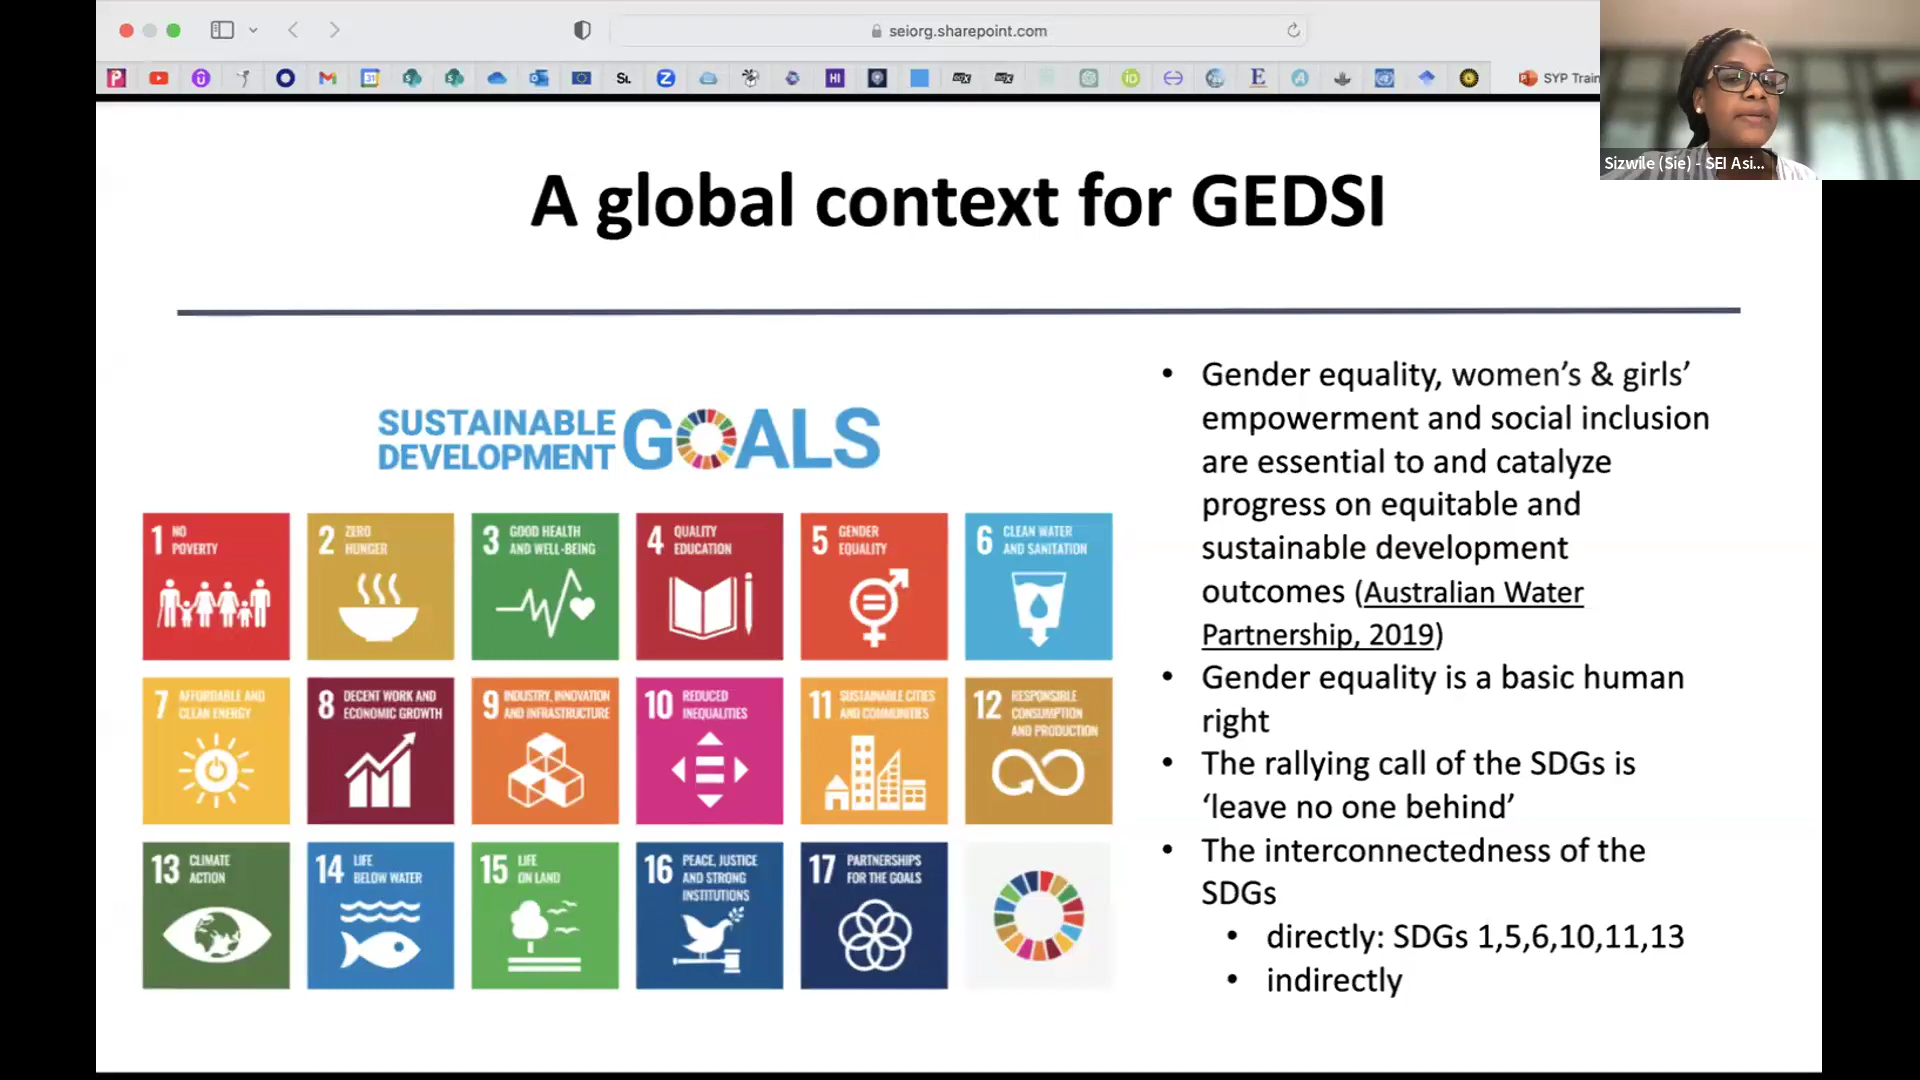 seiorg.sharepoint.com
SYP Train
Sizwile (Sie) - SEI Asi...
A global context for GEDSI
SUSTAINABLE
DEVELOPMENT
GOALS
1 NO
POVERTY
2 ZERO
HUNGER
3 GOOD HEALTH
AND WELL-BEING
4 QUALITY
EDUCATION
5 GENDER
EQUALITY
6 CLEAN WATER
AND SANITATION
7 AFFORDABLE AND
CLEAN ENERGY
8 DECENT WORK AND
ECONOMIC GROWTH
9 INDUSTRY, INNOVATION
AND INFRASTRUCTURE
10 REDUCED
INEQUALITIES
11 SUSTAINABLE CITIES
AND COMMUNITIES
12 RESPONSIBLE
CONSUMPTION
AND PRODUCTION
13 CLIMATE
ACTION
14 LIFE
BELOW WATER
15 LIFE
ON LAND
16 PEACE, JUSTICE
AND STRONG
INSTITUTIONS
17 PARTNERSHIPS
FOR THE GOALS
• Gender equality, women’s & girls’
empowerment and social inclusion
are essential to and catalyze
progress on equitable and
sustainable development
outcomes (Australian Water
Partnership, 2019)
• Gender equality is a basic human
right
• The rallying call of the SDGs is
‘leave no one behind’
• The interconnectedness of the
SDGs
• directly: SDGs 1,5,6,10,11,13
• indirectly